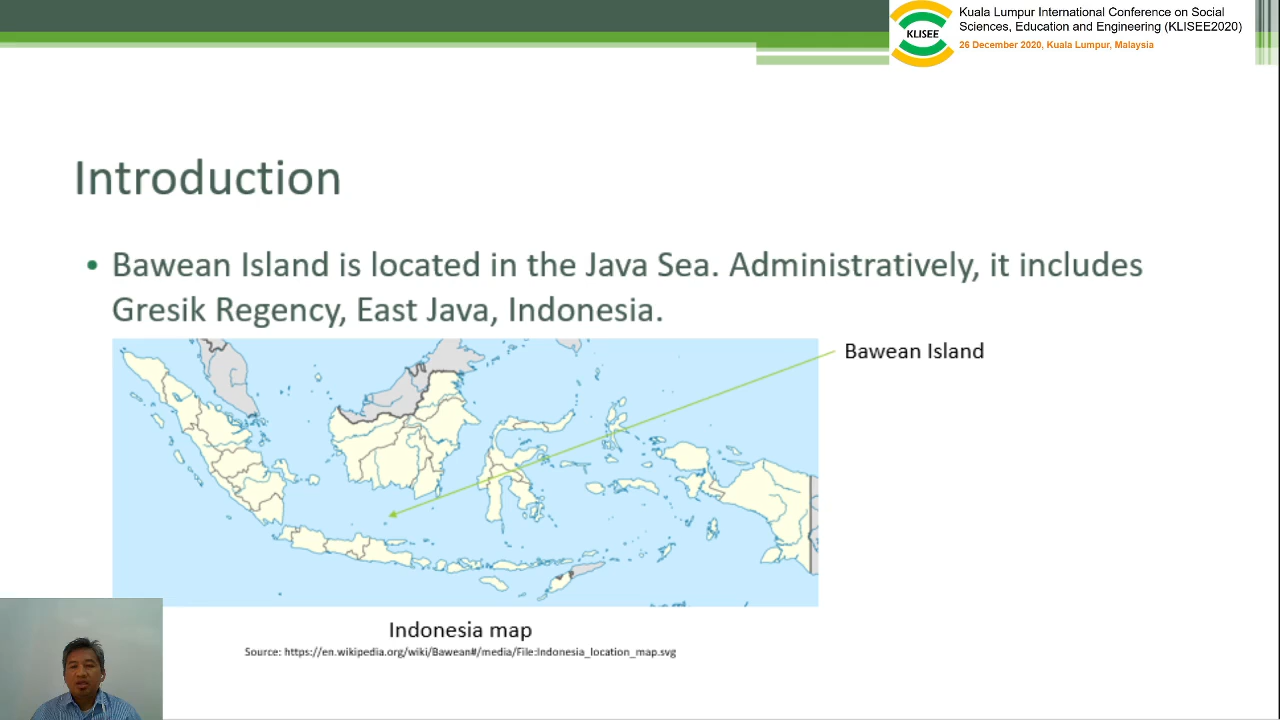 KLISEE
Kuala Lumpur International Conference on Social
Sciences, Education and Engineering (KLISEE2020)
26 December 2020, Kuala Lumpur, Malaysia
Introduction
• Bawean Island is located in the Java Sea. Administratively, it includes
Gresik Regency, East Java, Indonesia.
Bawean Island
Indonesia map
Source: https://en.wikipedia.org/wiki/Bawean#/media/File:Indonesia_location_map.svg